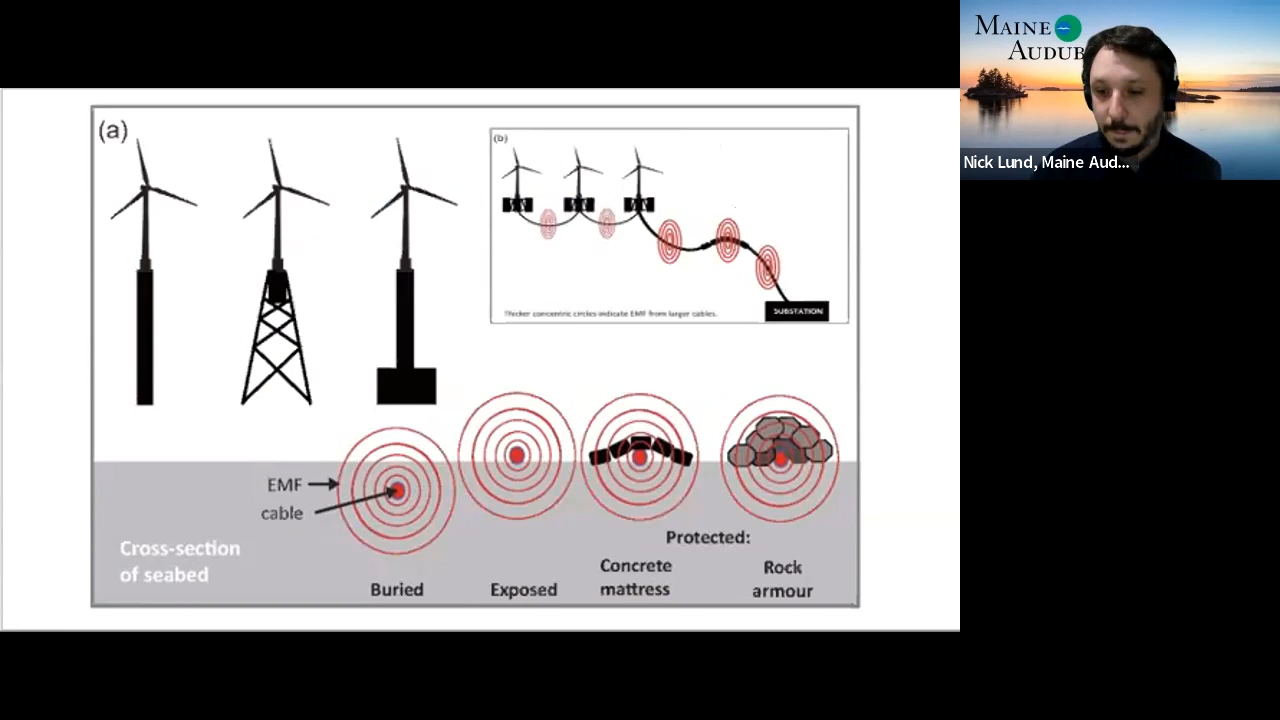 (a)
(b)
Thicker concentric circles indicate EMF from larger cables.
SUBSTATION
EMF
cable
Cross-section
of seabed
Buried
Exposed
Protected:
Concrete
mattress
Rock
armour
MAINE
AUDUB
Nick Lund, Maine Aud...